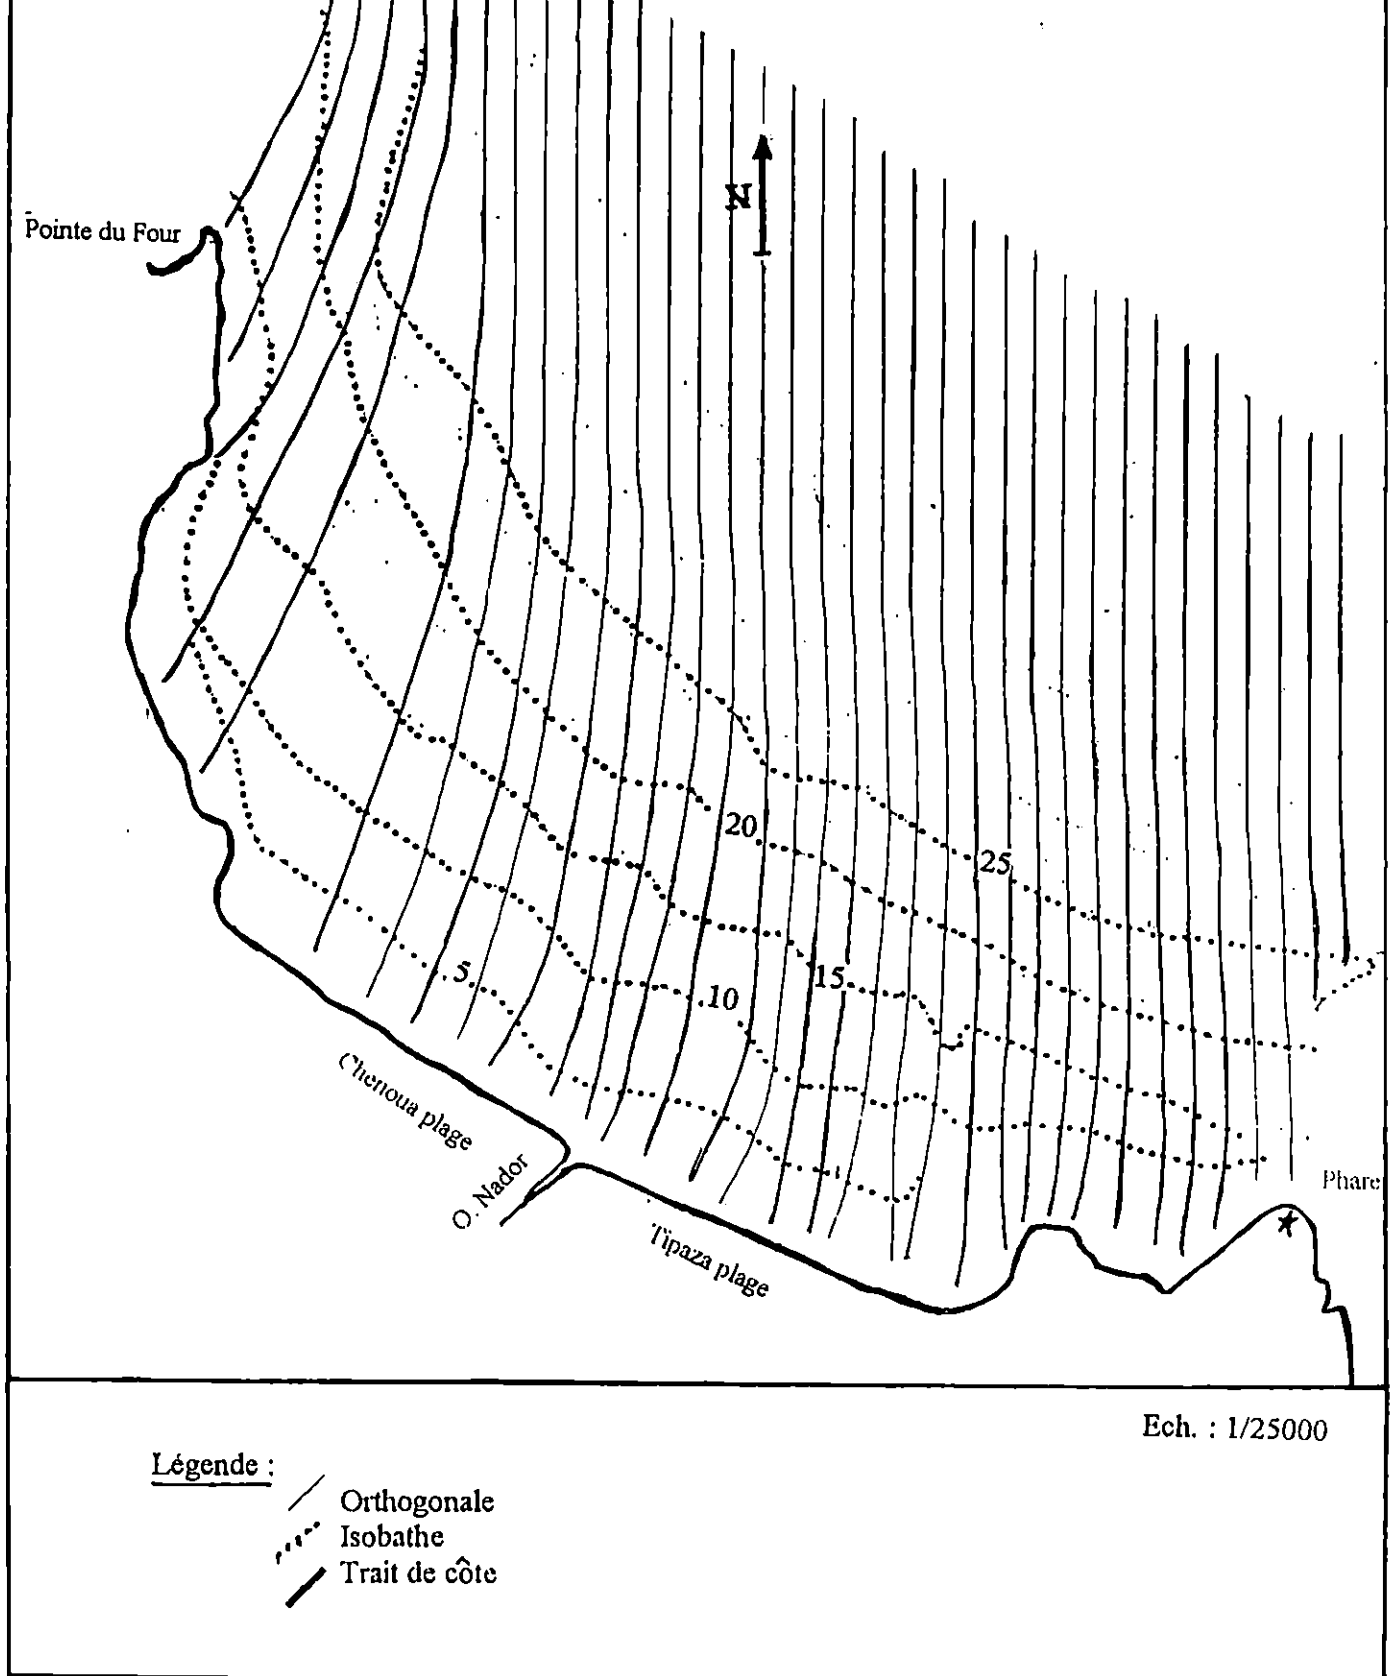 N
Pointe du Four
20
25
15
10
5
Chenoua plage
O. Nador
Tipaza plage
Phare
Ech. : 1/25000
Légende :
Orthogonale
Isobathe
Trait de côte